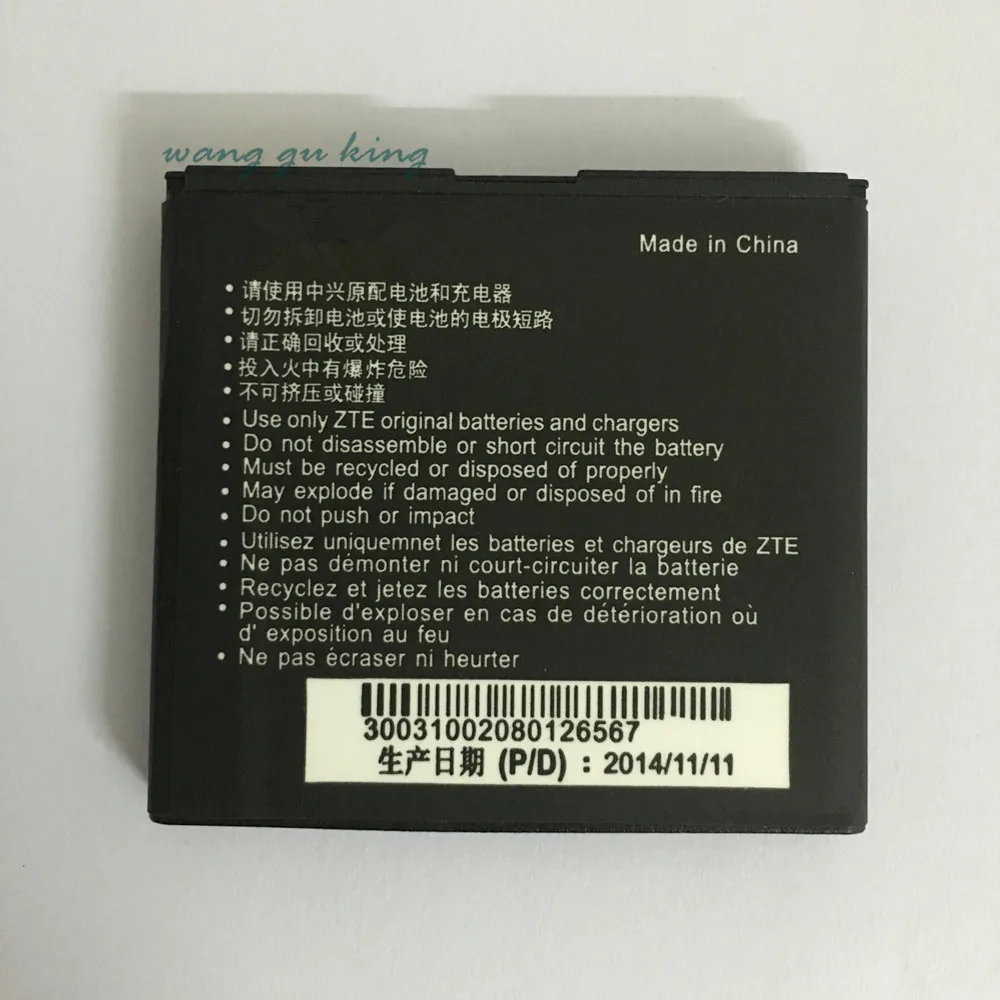 wang gu king
Made in China
• 请使用中兴原配电池和充电器
• 切勿拆卸电池或使电池的电极短路
• 请正确回收或处理
• 投入火中有爆炸危险
• 不可挤压或碰撞
• Use only ZTE original batteries and chargers
• Do not disassemble or short circuit the battery
• Must be recycled or disposed of properly
• May explode if damaged or disposed of in fire
• Do not push or impact
• Utilisez uniquemnet les batteries et chargeurs de ZTE
• Ne pas démonter ni court-circuiter la batterie
• Recyclez et jetez les batteries correctement
• Possible d'exploser en cas de détérioration où
d' exposition au feu
• Ne pas écraser ni heurter
30031002080126567
生产日期 (P/D) : 2014/11/11